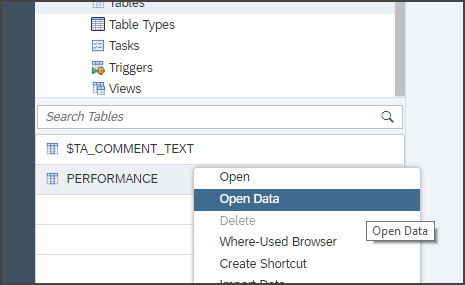 Tables
Table Types
Tasks
Triggers
Views
Search Tables
$TA_COMMENT_TEXT
PERFORMANCE
Open
Open Data
Delete
Open Data
Where-Used Browser
Create Shortcut
Import Data